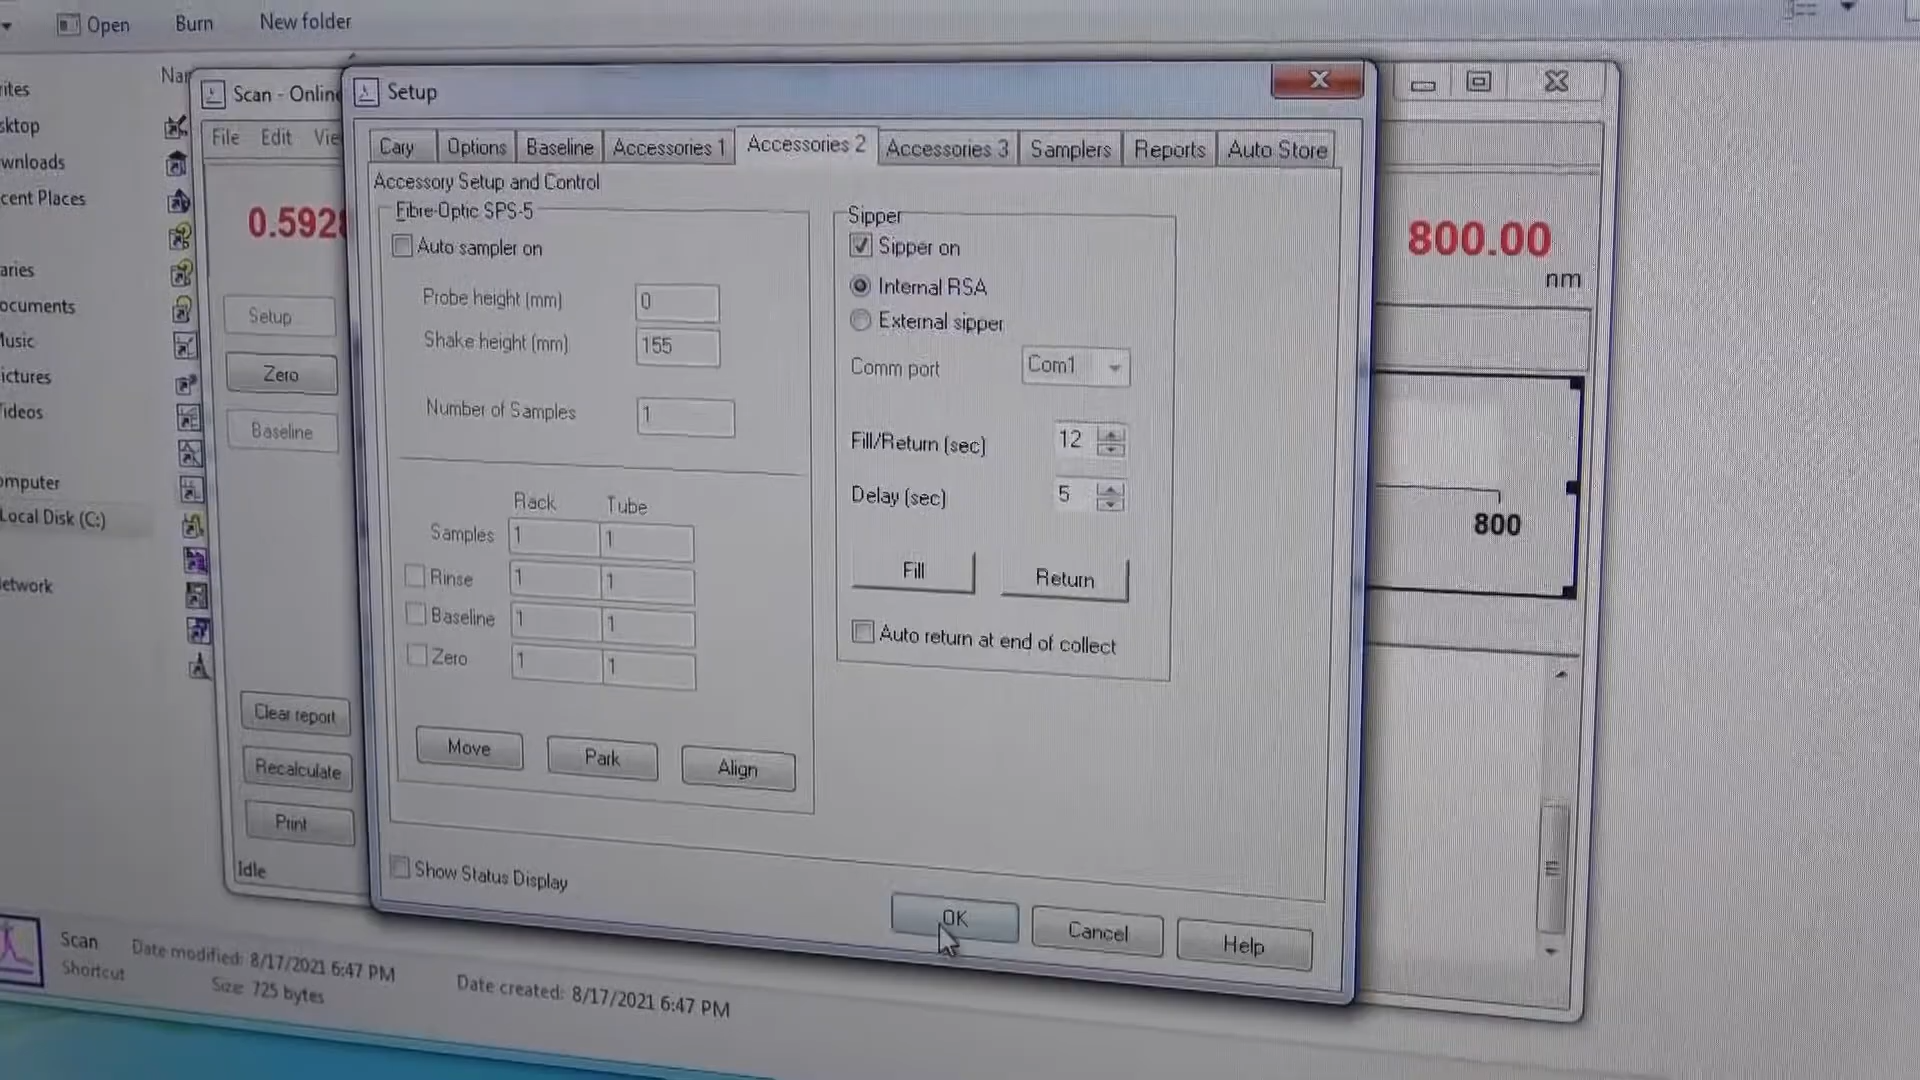 Open Burn New folder
Scan - Online
Setup
File Edit
Cary Options Baseline Accessories 1 Accessories 2 Accessories 3 Samplers Reports Auto Store
Accessory Setup and Control
Fibre-Optic SPS-5
Auto sampler on
Probe height (mm) 0
Shake height (mm) 155
Number of Samples 1
Rack Tube
Samples 1 1
Rinse 1 1
Baseline 1 1
Zero 1 1
Move Park Align
Sipper
Sipper on
Internal RSA
External sipper
Comm port Com1
Fill/Return (sec) 12
Delay (sec) 5
Fill Return
Auto return at end of collect
Show Status Display
OK Cancel Help
0.5928
800.00
nm
800
Setup
Zero
Baseline
Clear report
Recalculate
Print
Idle
rites
sktop
wnloads
cent Places
aries
ocuments
usic
ictures
ideos
omputer
Local Disk (C:)
etwork
Scan Date modified: 8/17/2021 6:47 PM
Shortcut Size: 725 bytes
Date created: 8/17/2021 6:47 PM